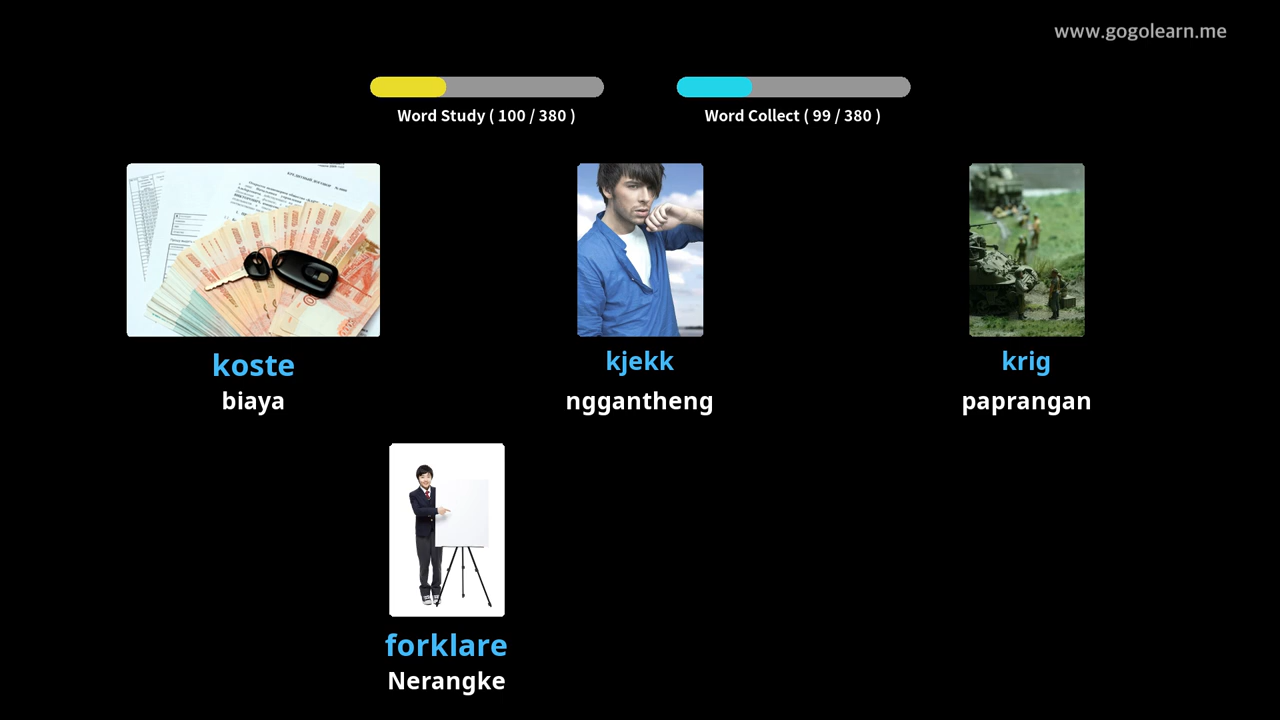 www.gogolearn.me
Word Study ( 100 / 380 )
Word Collect ( 99 / 380 )
koste
biaya
kjekk
nggantheng
krig
paprangan
forklare
Nerangke